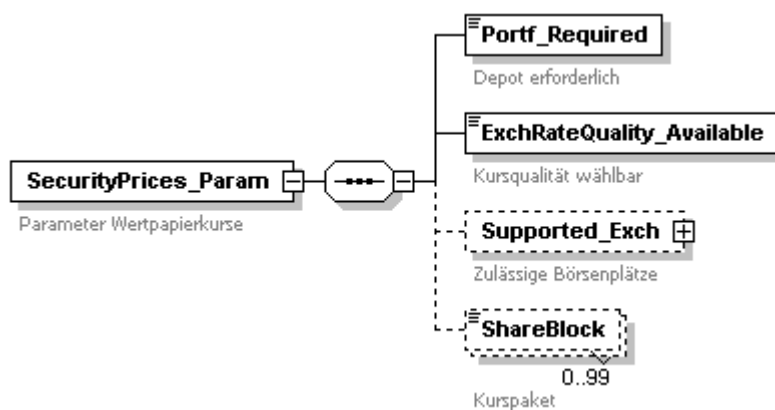 Portf_Required
Depot erforderlich
ExchRateQuality_Available
Kursqualität wählbar
SecurityPrices_Param
Parameter Wertpapierkurse
Supported_Exch
Zulässige Börsenplätze
ShareBlock
0..99
Kurspaket